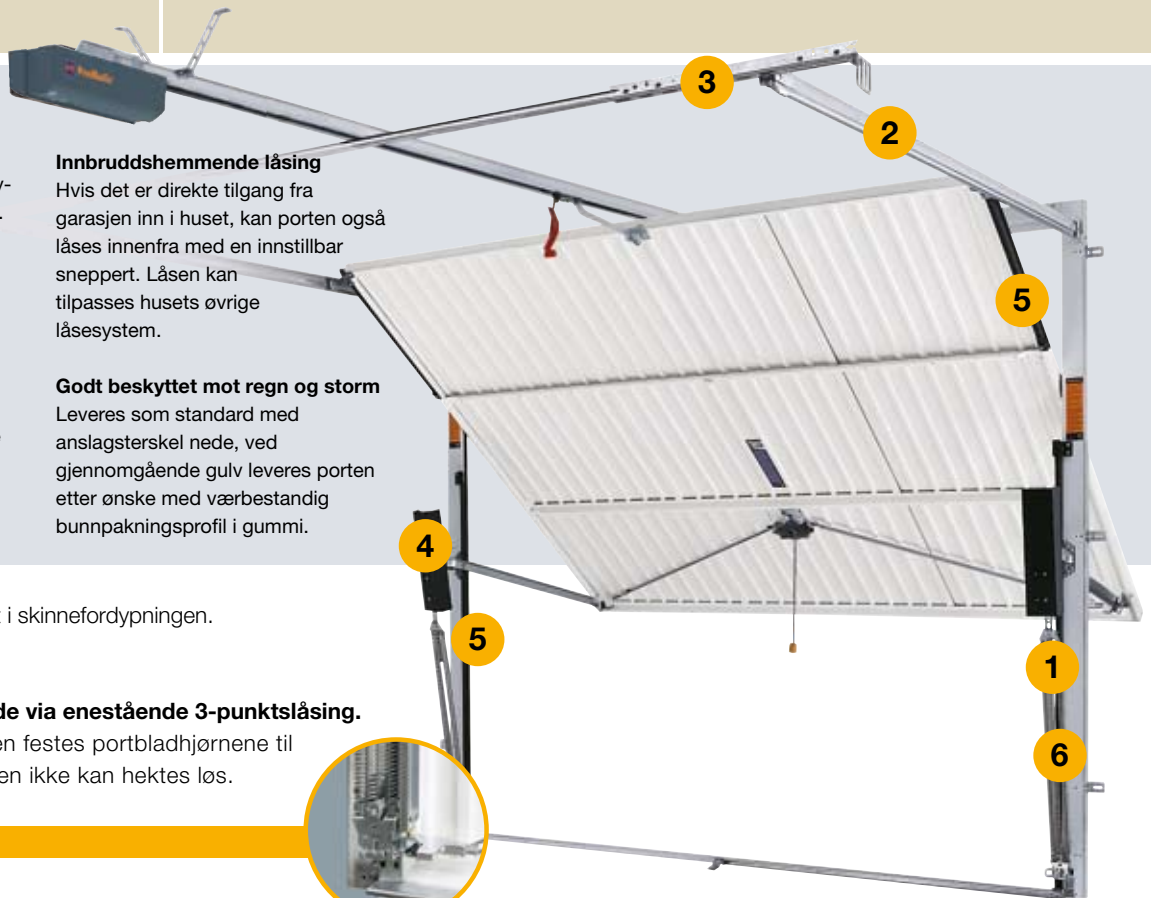 3
2
Innbruddshemmende låsing
Hvis det er direkte tilgang fra
garasjen inn i huset, kan porten også
låses innenfra med en innstillbar
sneppert. Låsen kan
tilpasses husets øvrige
låsesystem.
5
Godt beskyttet mot regn og storm
Leveres som standard med
anslagsterskel nede, ved
gjennomgående gulv leveres porten
etter ønske med værbestandig
bunnpakningsprofil i gummi.
4
i skinnefordypningen.
5
1
de via enestående 3-punktslåsing.
en festes portbladhjørnene til
en ikke kan hektes løs.
6